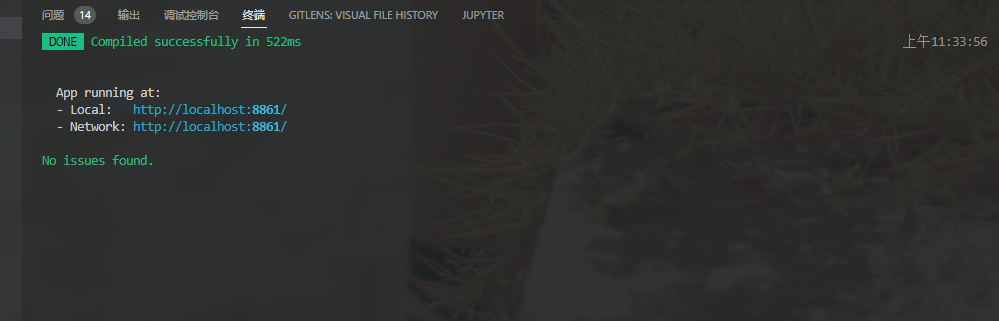 问题 14 输出 调试控制台 终端 GITLENS: VISUAL FILE HISTORY JUPYTER
DONE Compiled successfully in 522ms 上午11:33:56
App running at:
- Local: http://localhost:8861/
- Network: http://localhost:8861/
No issues found.